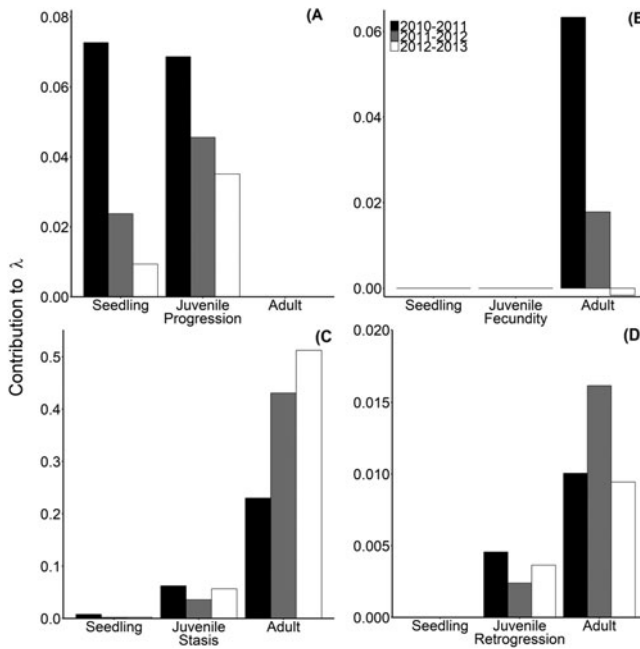 (A)
0.08
0.06
0.04
0.02
0.00
Seedling Juvenile Adult
Progression
(B
2010-2011
2011-2012
2012-2013
0.06
0.04
0.02
0.00
Seedling Juvenile Adult
Fecundity
Contribution to λ
(C)
0.5
0.4
0.3
0.2
0.1
0.0
Seedling Juvenile Adult
Stasis
(D
0.020
0.015
0.010
0.005
0.000
Seedling Juvenile Adult
Retrogression